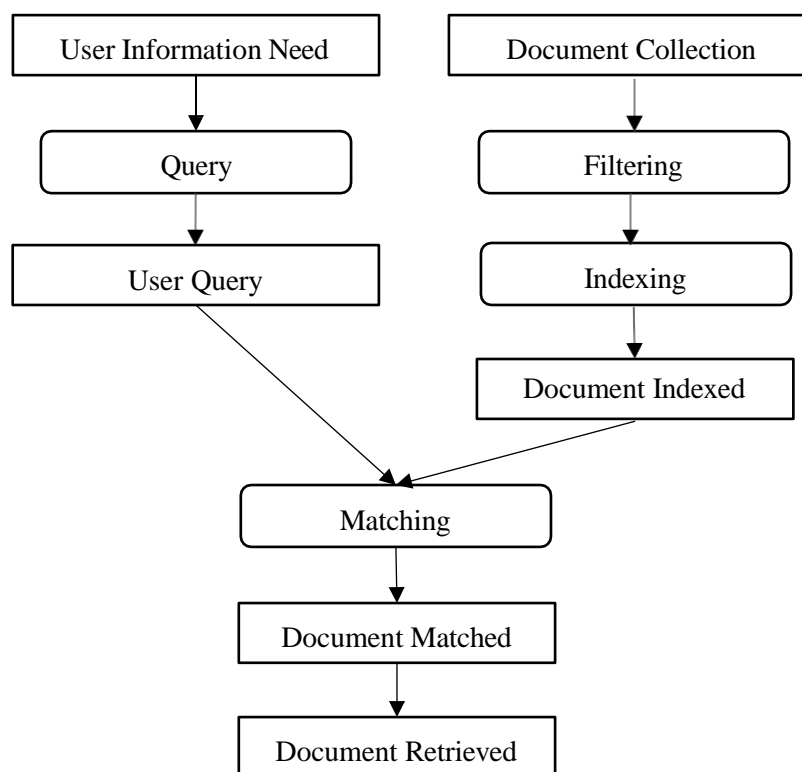 User Information Need
Document Collection
Query
Filtering
User Query
Indexing
Document Indexed
Matching
Document Matched
Document Retrieved